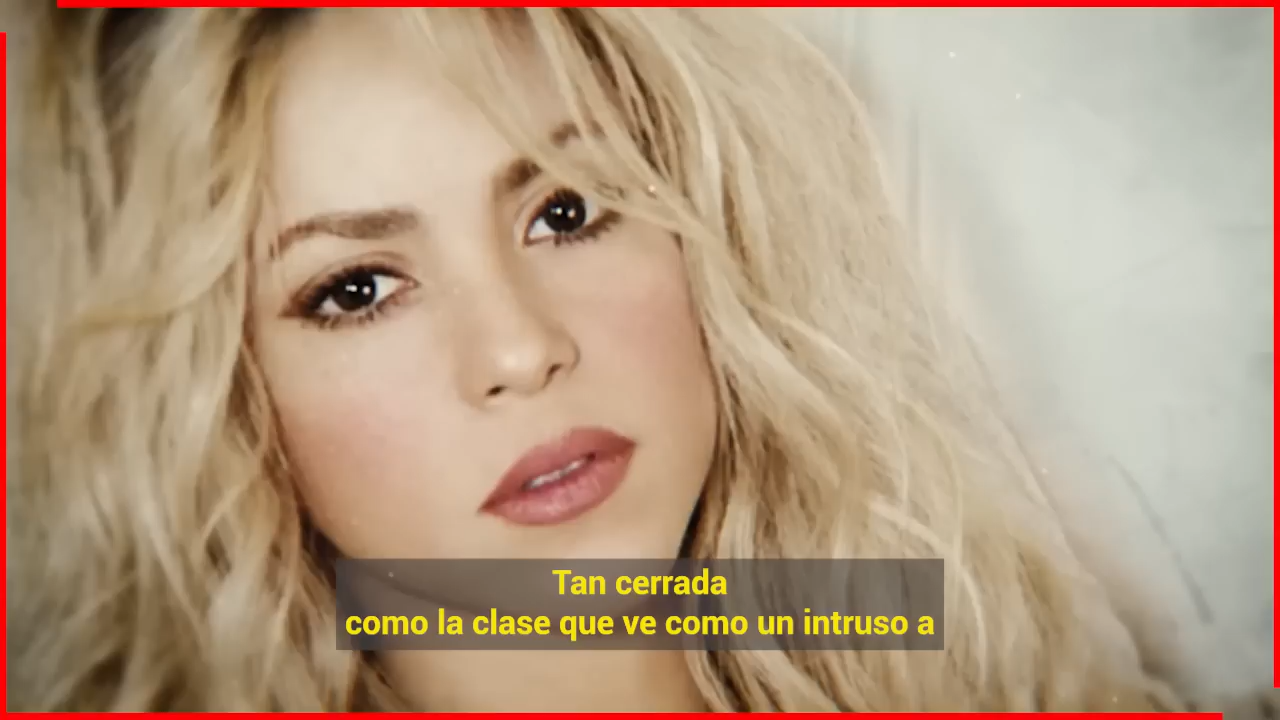 Tan cerrada
como la clase que ve como un intruso a